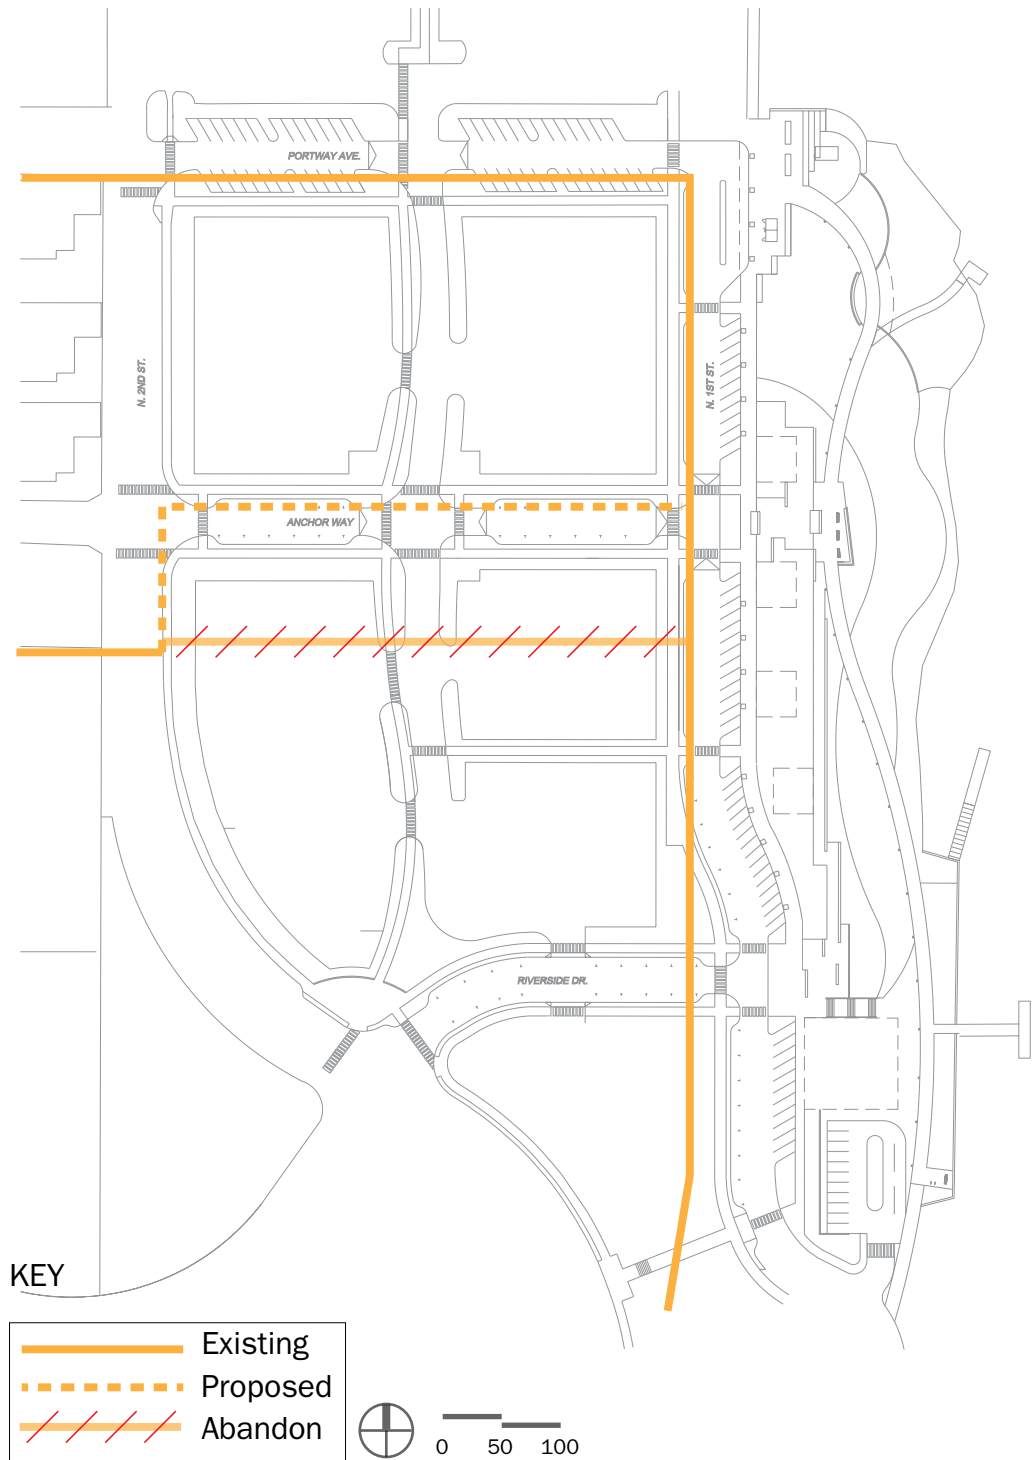 PORTWAY AVE.
N. 2ND ST.
N. 1ST ST.
ANCHOR WAY
RIVERSIDE DR.
KEY
Existing
Proposed
Abandon
0 50 100